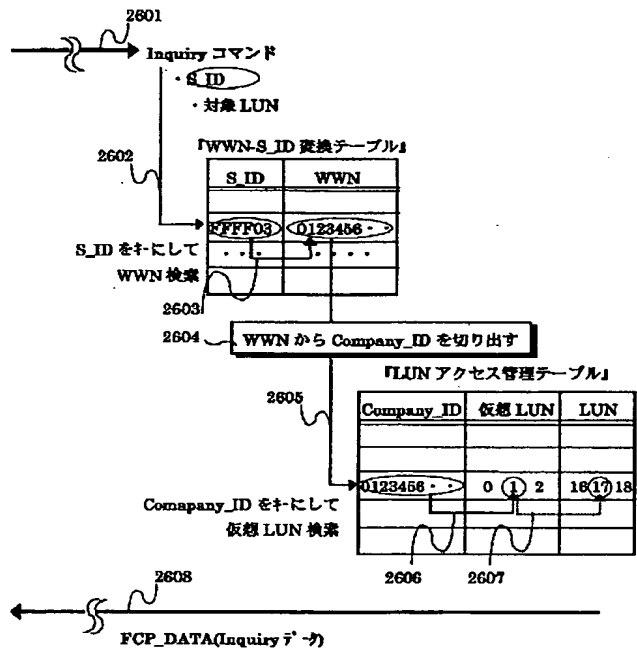 2601
Inquiry コマンド
・S_ID
・対象 LUN
2602
『WWN-S_ID 変換テーブル』
S_ID WWN
FFFF03 0123456・・
・・・ ・・・・
S_ID をキーにして
WWN 検索
2603
2604
WWN から Company_ID を切り出す
『LUN アクセス管理テーブル』
2605
Company_ID 仮想 LUN LUN
0123456・・ 0 1 2 16 17 18
Comapany_ID をキーにして
仮想 LUN 検索
2606 2607
2608
FCP_DATA(Inquiry データ)